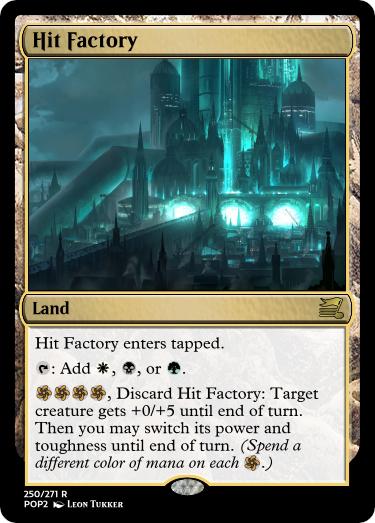 Hit Factory
Land
Hit Factory enters tapped.
: Add , , or .
, Discard Hit Factory: Target
creature gets +0/+5 until end of turn.
Then you may switch its power and
toughness until end of turn. (Spend a
different color of mana on each .)
250/271 R
POP2 Leon Tukker